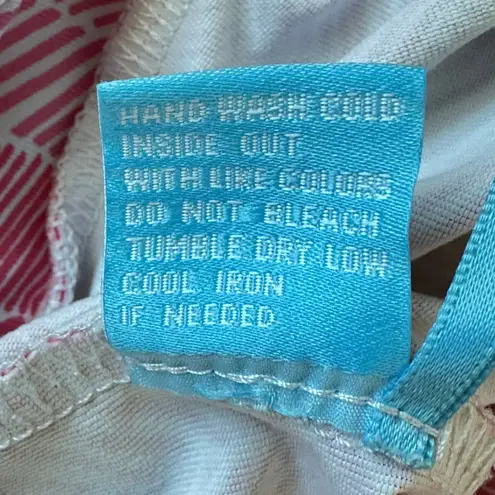 HAND WASH COLD
INSIDE OUT
WITH LIKE COLORS
DO NOT BLEACH
TUMBLE DRY LOW
COOL IRON
IF NEEDED